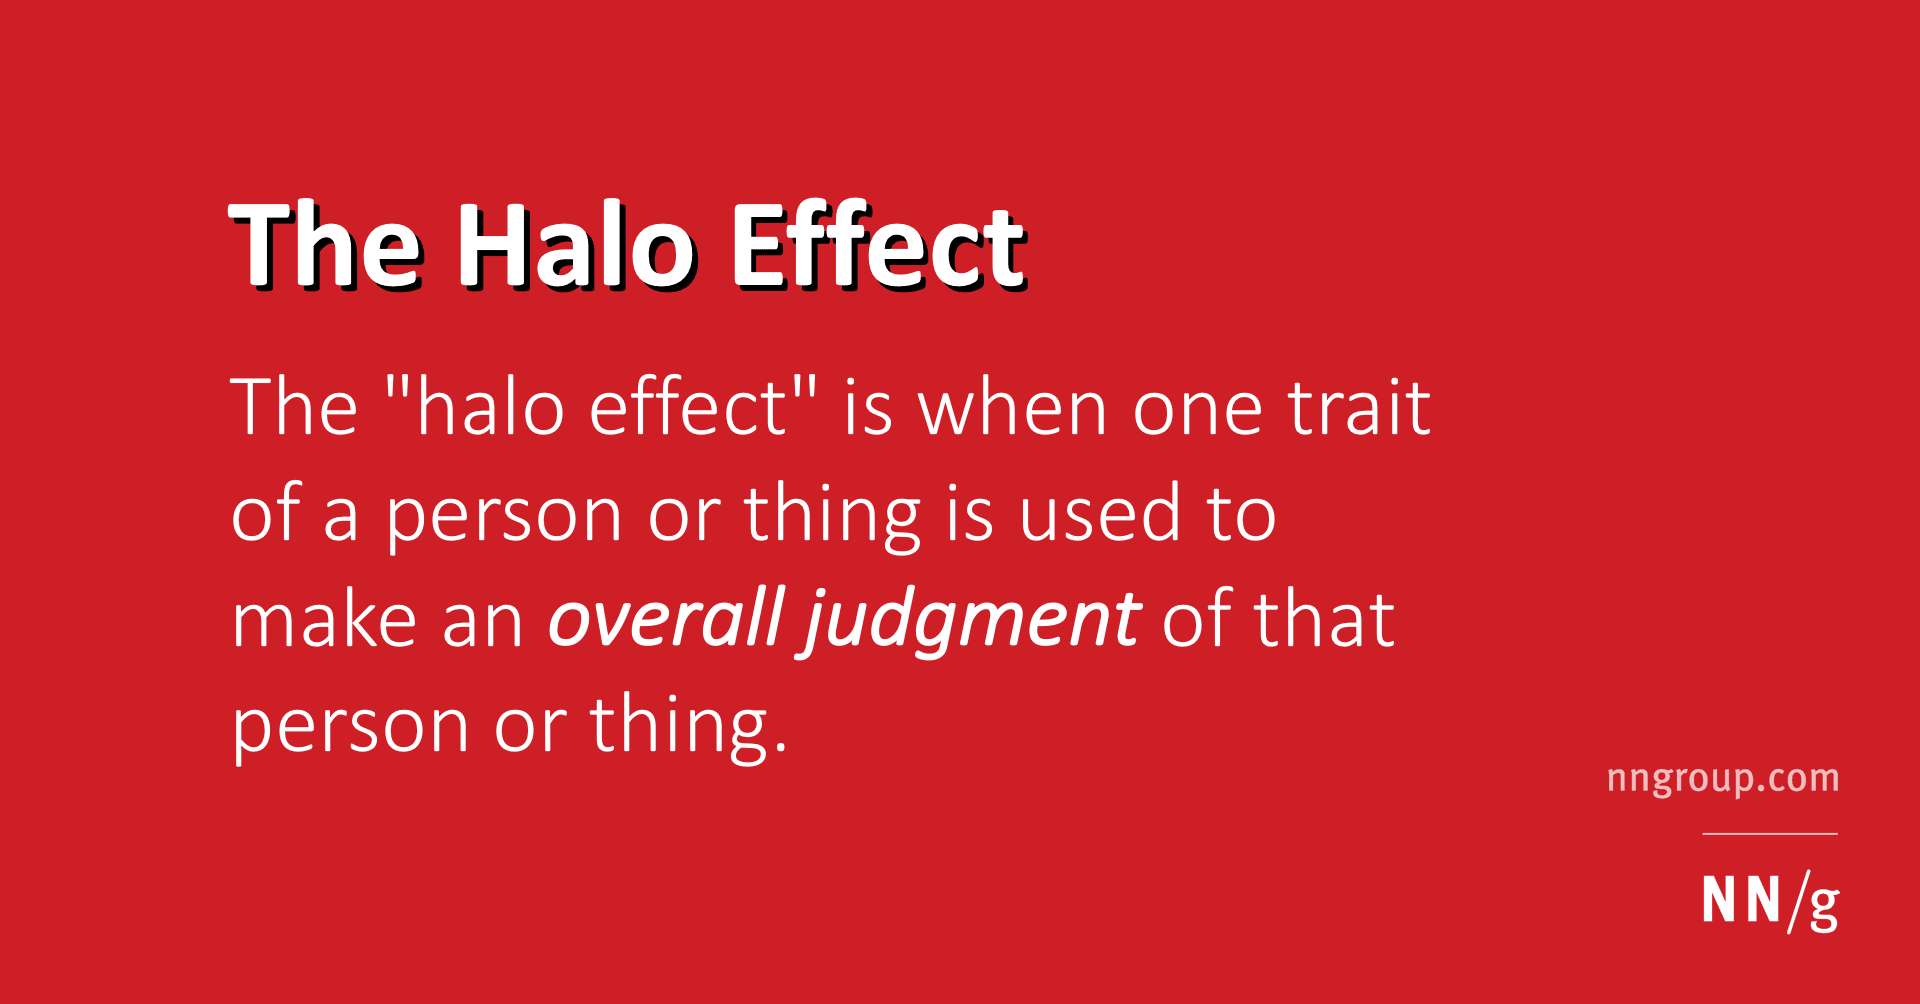 The Halo Effect
The "halo effect" is when one trait
of a person or thing is used to
make an overall judgment of that
person or thing.
nngroup.com
NN/g